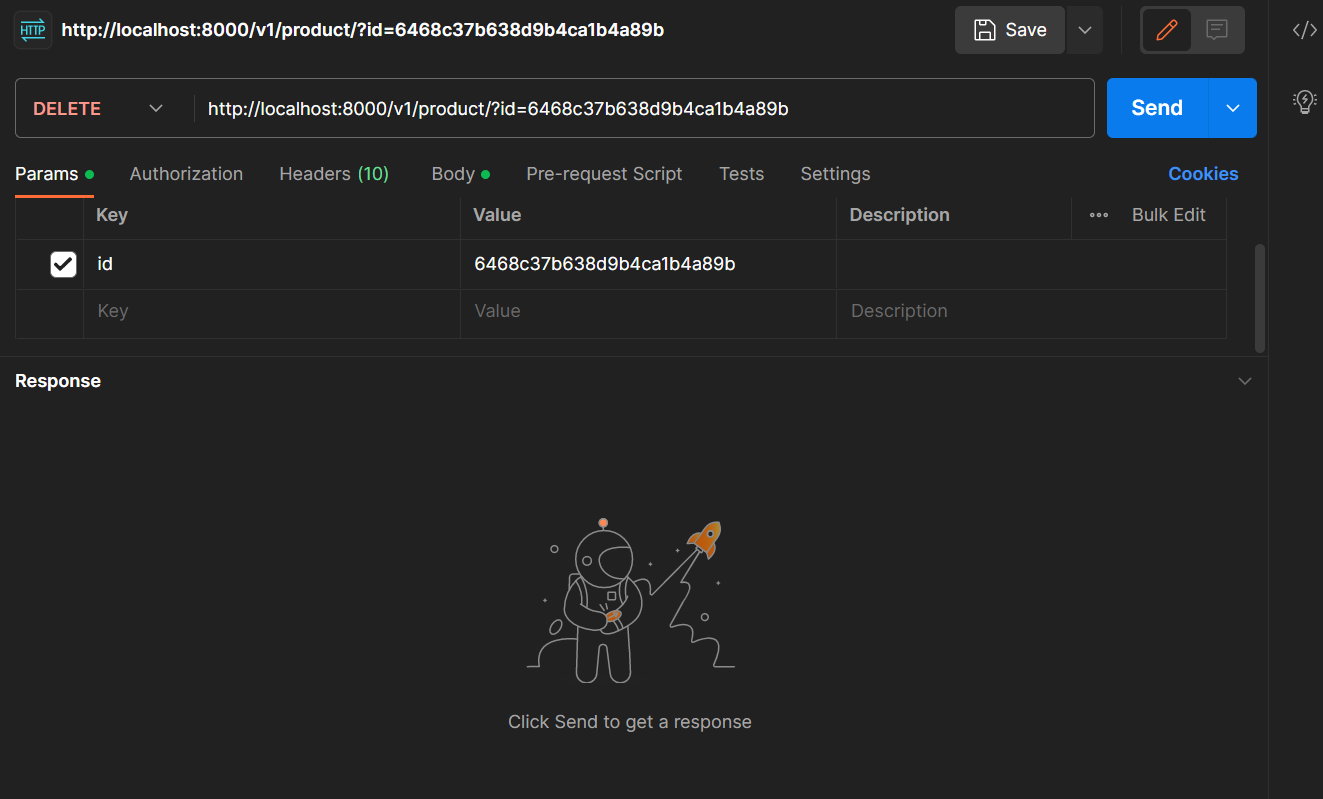 HTTP http://localhost:8000/v1/product/?id=6468c37b638d9b4ca1b4a89b Save
DELETE http://localhost:8000/v1/product/?id=6468c37b638d9b4ca1b4a89b Send
Params Authorization Headers (10) Body Pre-request Script Tests Settings Cookies
Key Value Description Bulk Edit
id 6468c37b638d9b4ca1b4a89b
Key Value Description
Response
Click Send to get a response